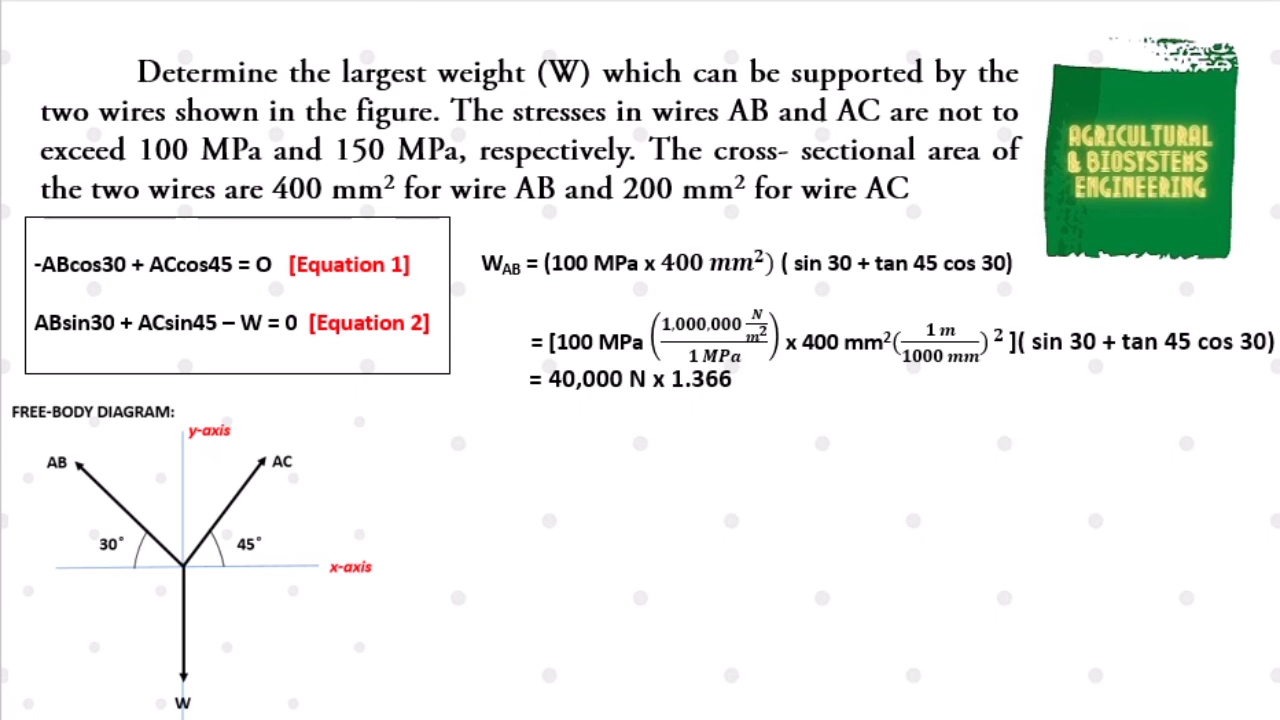 Determine the largest weight (W) which can be supported by the
two wires shown in the figure. The stresses in wires AB and AC are not to
exceed 100 MPa and 150 MPa, respectively. The cross- sectional area of
the two wires are 400 mm² for wire AB and 200 mm² for wire AC
AGRICULTURAL
& BIOSYSTEMS
ENGINEERING
-ABcos30 + ACcos45 = O [Equation 1]
ABsin30 + ACsin45 – W = 0 [Equation 2]
W_AB = (100 MPa x 400 mm²) ( sin 30 + tan 45 cos 30)
= [100 MPa (1,000,000 N/m² / 1 MPa) x 400 mm²(1 m / 1000 mm)² ]( sin 30 + tan 45 cos 30)
= 40,000 N x 1.366
FREE-BODY DIAGRAM:
y-axis
AB
AC
30°
45°
x-axis
W